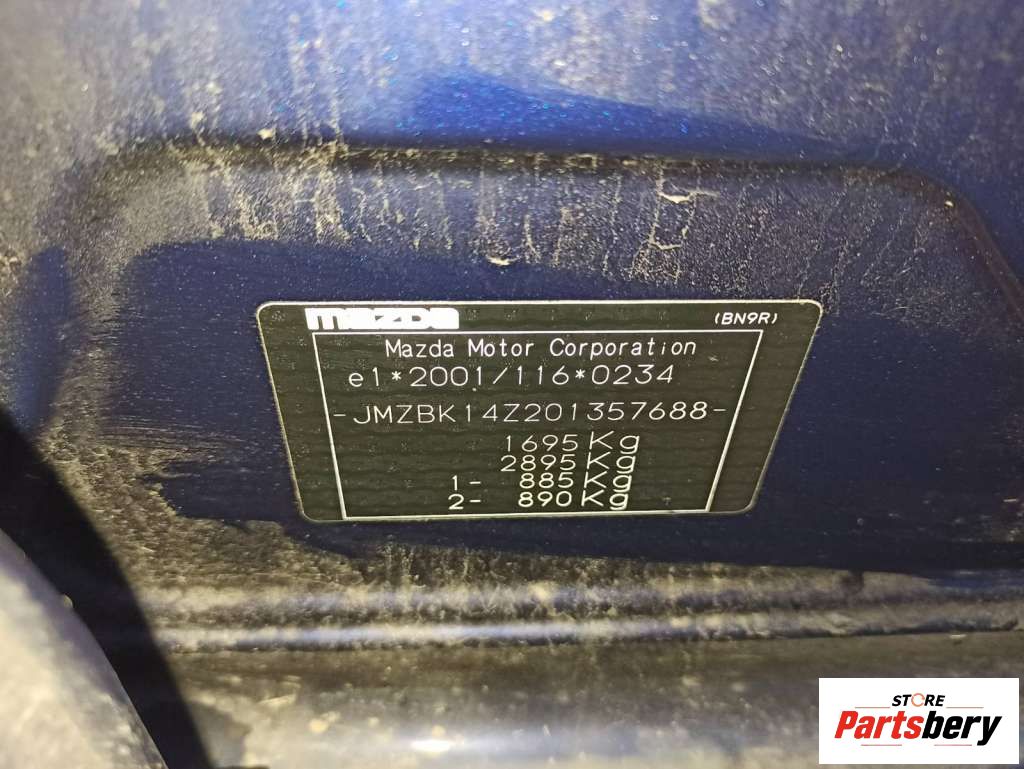 mazda (BN9R)
Mazda Motor Corporation
e1*2001/116*0234
-JMZBK14Z201357688-
1695 Kg
2895 Kg
1- 885 Kg
2- 890 Kg
STORE
Partsbery